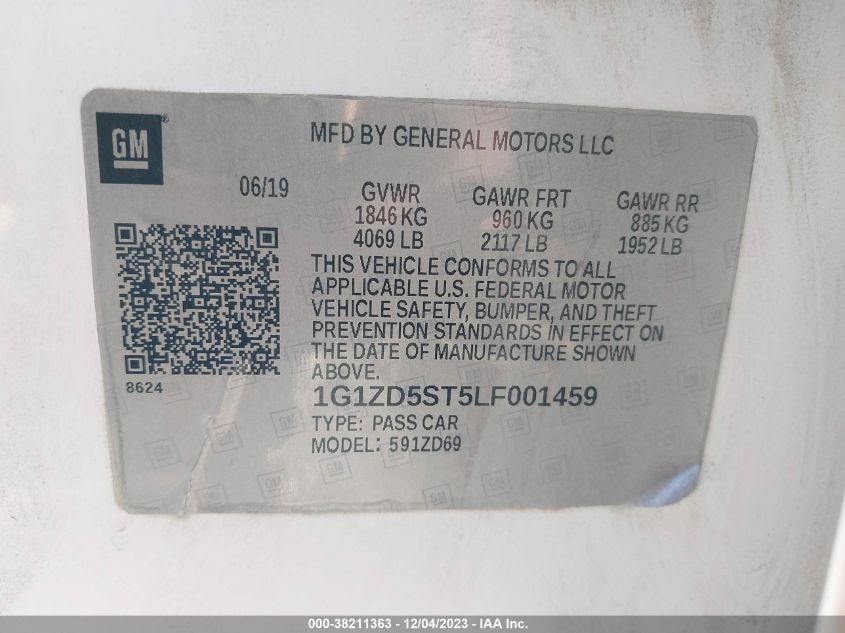 GM
MFD BY GENERAL MOTORS LLC
06/19
GVWR GAWR FRT GAWR RR
1846 KG 960 KG 885 KG
4069 LB 2117 LB 1952 LB
THIS VEHICLE CONFORMS TO ALL
APPLICABLE U.S. FEDERAL MOTOR
VEHICLE SAFETY, BUMPER, AND THEFT
PREVENTION STANDARDS IN EFFECT ON
THE DATE OF MANUFACTURE SHOWN
ABOVE.
8624
1G1ZD5ST5LF001459
TYPE: PASS CAR
MODEL: 591ZD69
000-38211363 - 12/04/2023 - IAA Inc.